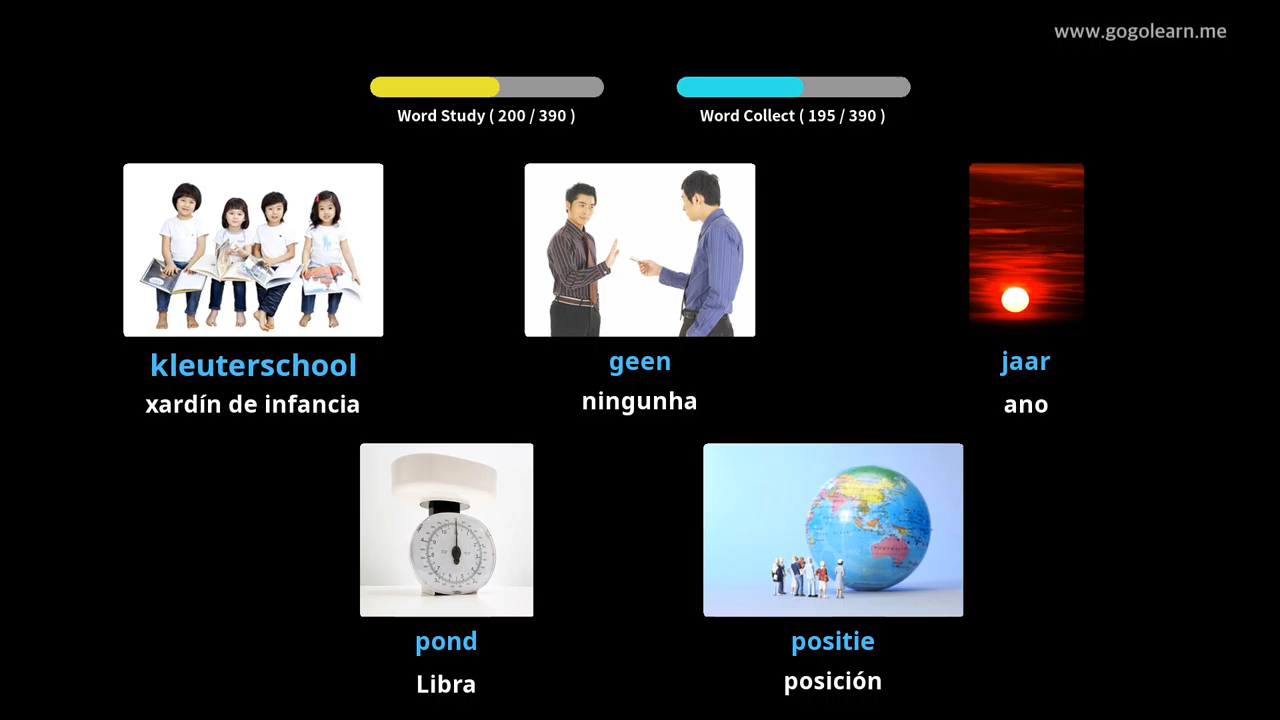 www.gogolearn.me
Word Study ( 200 / 390 )
Word Collect ( 195 / 390 )
kleuterschool
xardín de infancia
geen
ningunha
jaar
ano
pond
Libra
positie
posición